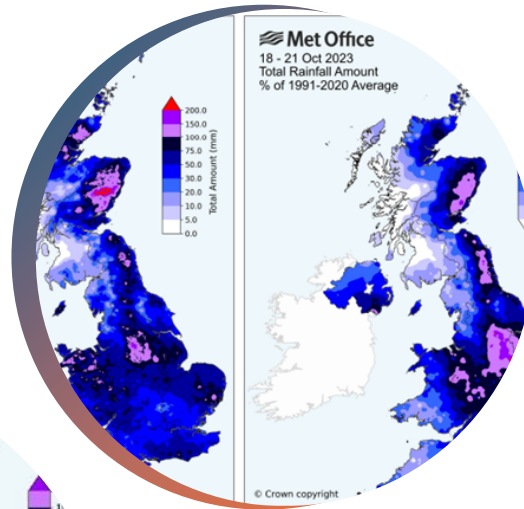 200.0
150.0
100.0
75.0
50.0
30.0
20.0
10.0
5.0
0.0
Total Amount (mm)
Met Office
18 - 21 Oct 2023
Total Rainfall Amount
% of 1991-2020 Average
© Crown copyright